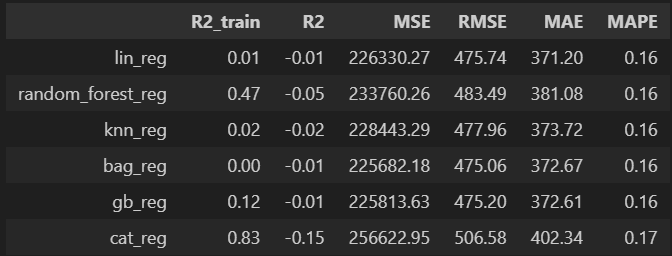 R2_train R2 MSE RMSE MAE MAPE
lin_reg 0.01 -0.01 226330.27 475.74 371.20 0.16
random_forest_reg 0.47 -0.05 233760.26 483.49 381.08 0.16
knn_reg 0.02 -0.02 228443.29 477.96 373.72 0.16
bag_reg 0.00 -0.01 225682.18 475.06 372.67 0.16
gb_reg 0.12 -0.01 225813.63 475.20 372.61 0.16
cat_reg 0.83 -0.15 256622.95 506.58 402.34 0.17